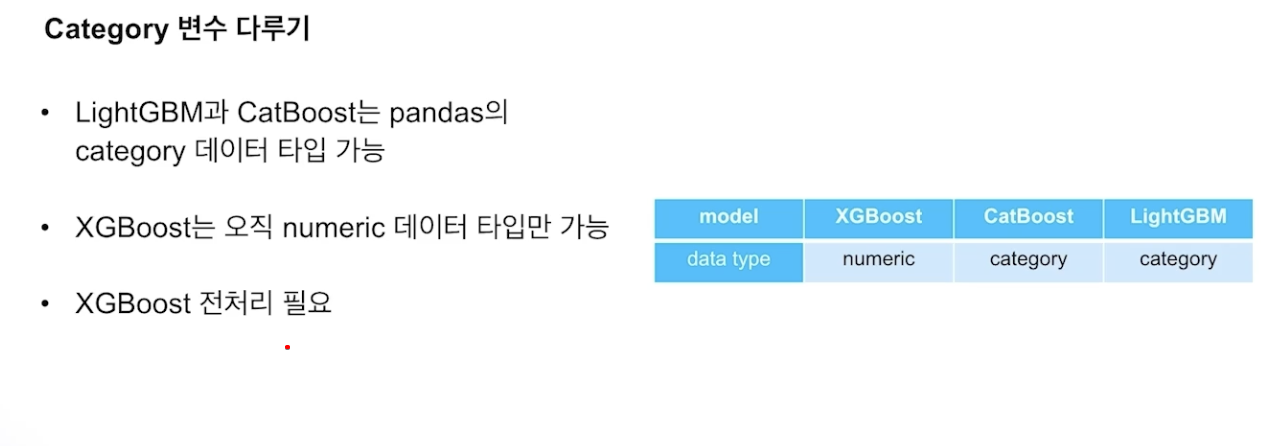 Category 변수 다루기
• LightGBM과 CatBoost는 pandas의
category 데이터 타입 가능
• XGBoost는 오직 numeric 데이터 타입만 가능
• XGBoost 전처리 필요
model XGBoost CatBoost LightGBM
data type numeric category category